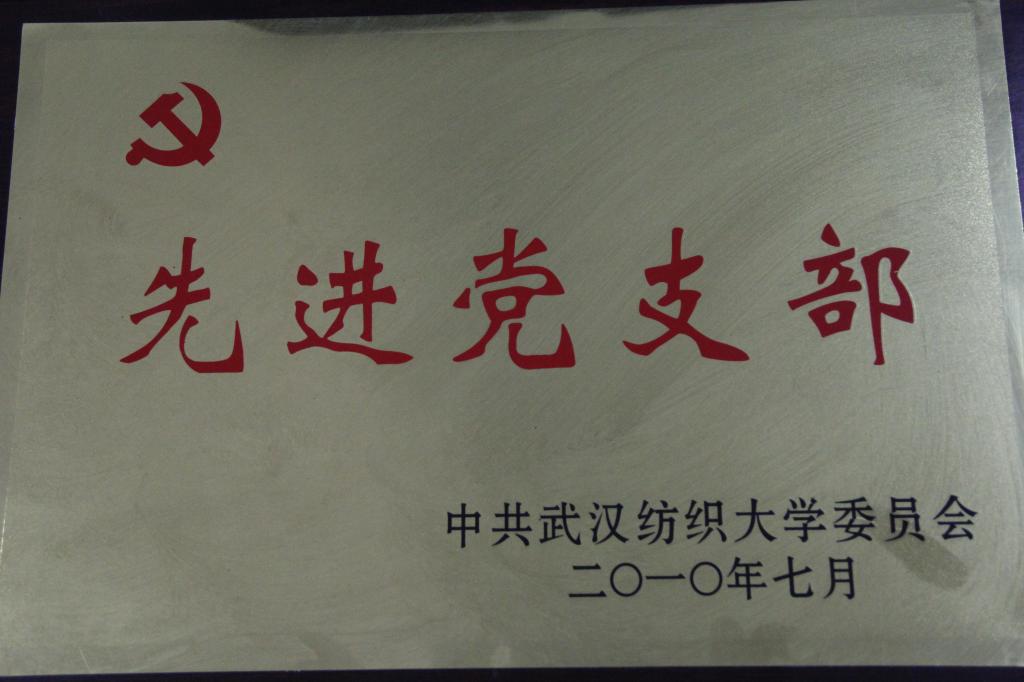 先进党支部
中共武汉纺织大学委员会
二〇一〇年七月